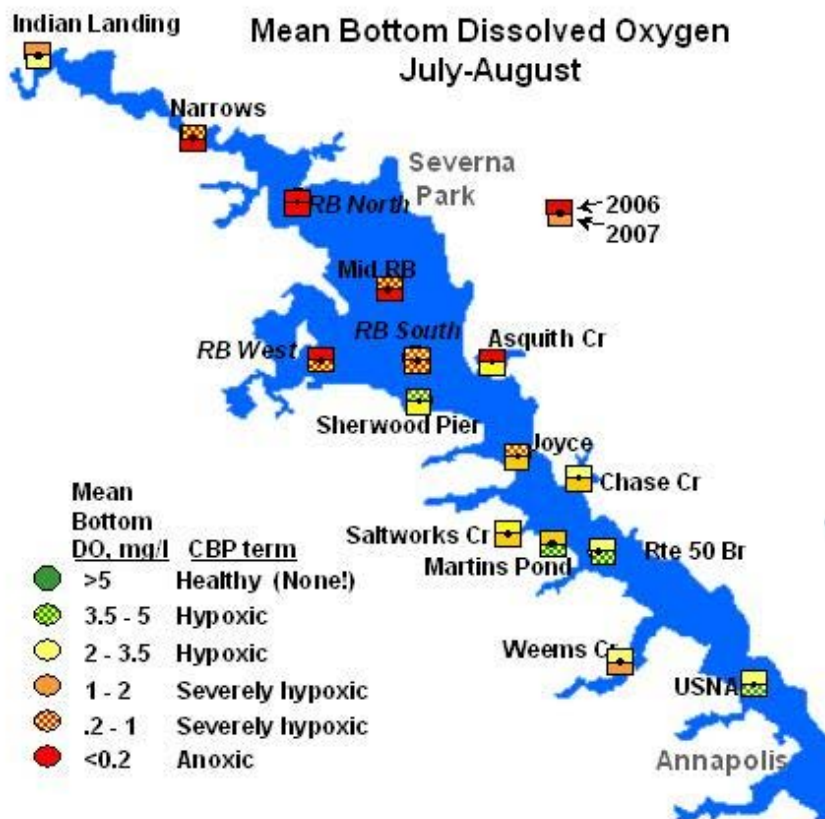 Indian Landing
Mean Bottom Dissolved Oxygen
July-August
Narrows
Severna
Park
RB North
2006
2007
Mid RB
RB South
RB West
Asquith Cr
Sherwood Pier
Joyce
Chase Cr
Saltworks Cr
Martins Pond
Rte 50 Br
Weems Cr
USNA
Annapolis
Mean
Bottom
DO, mg/l CBP term
>5 Healthy (None!)
3.5 - 5 Hypoxic
2 - 3.5 Hypoxic
1 - 2 Severely hypoxic
.2 - 1 Severely hypoxic
<0.2 Anoxic